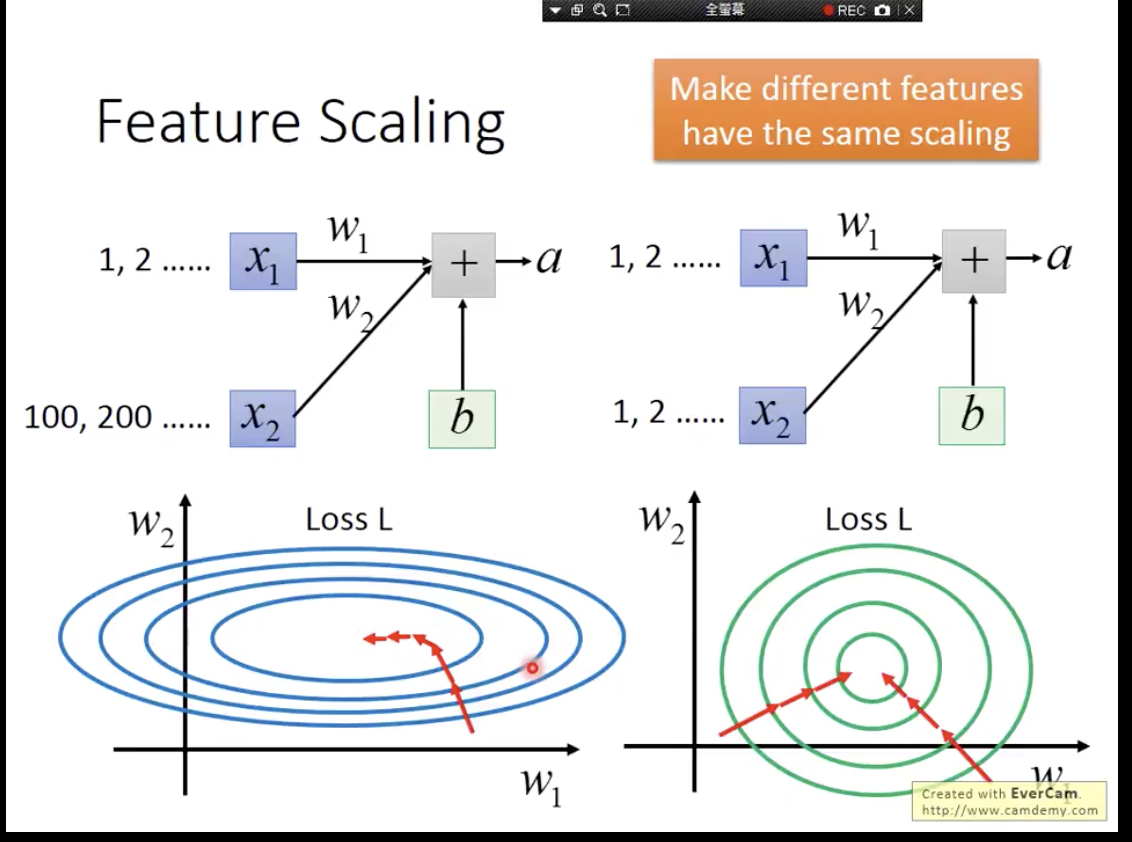 全螢幕
REC
Feature Scaling
Make different features
have the same scaling
1, 2 ......
x₁
w₁
+
a
w₂
100, 200 ......
x₂
b
1, 2 ......
x₁
w₁
+
a
w₂
1, 2 ......
x₂
b
w₂
Loss L
w₁
w₂
Loss L
w₁
Created with EverCam.
http://www.camdemy.com